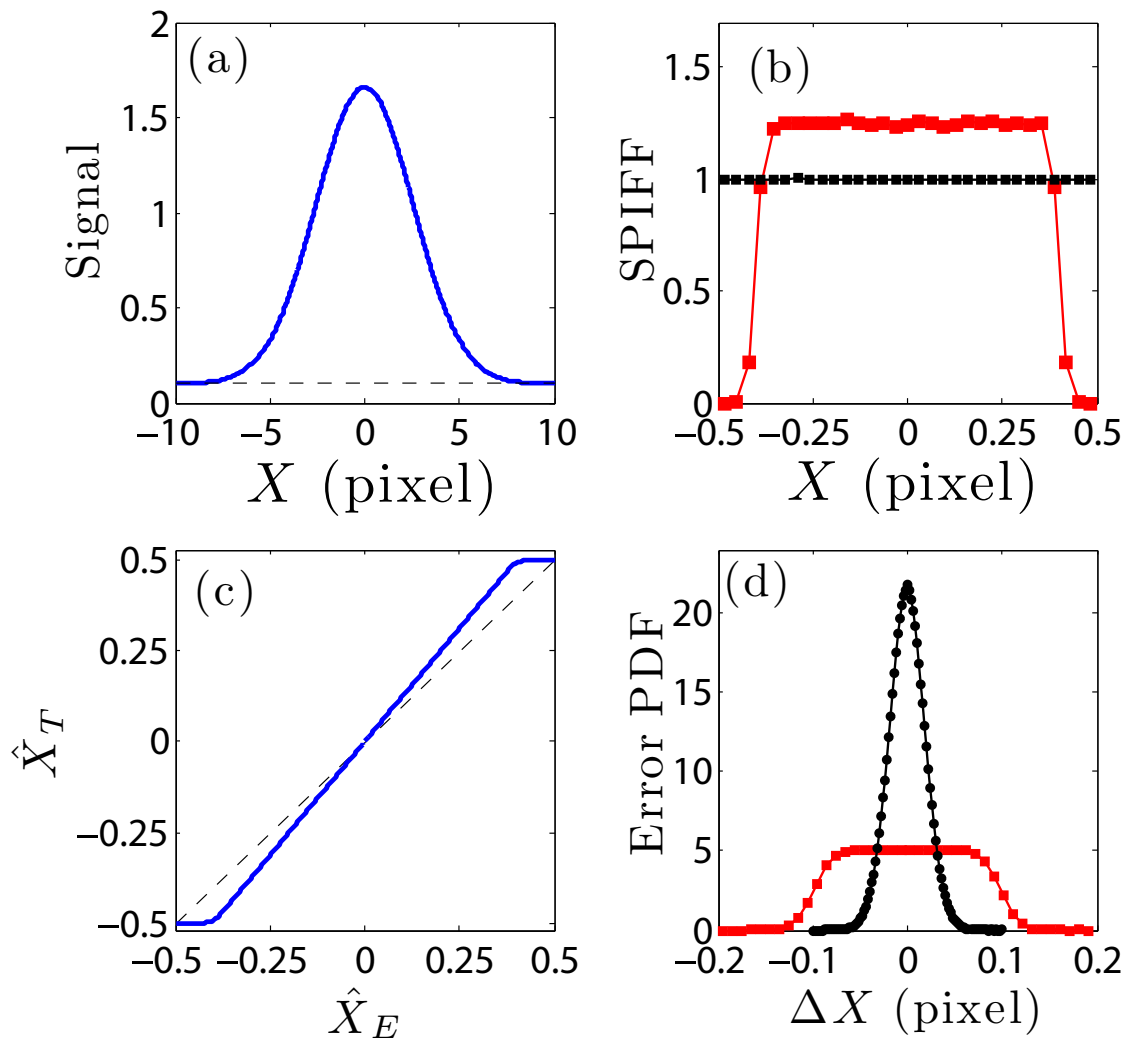 (a)
2
1.5
1
0.5
0
Signal
−10 −5 0 5 10
X (pixel)
(b)
1.5
1
0.5
0
SPIFF
−0.5 −0.25 0 0.25 0.5
X (pixel)
(c)
0.5
0.25
0
−0.25
−0.5
X̂_T
−0.5 −0.25 0 0.25 0.5
X̂_E
(d)
20
15
10
5
0
Error PDF
−0.2 −0.1 0 0.1 0.2
ΔX (pixel)